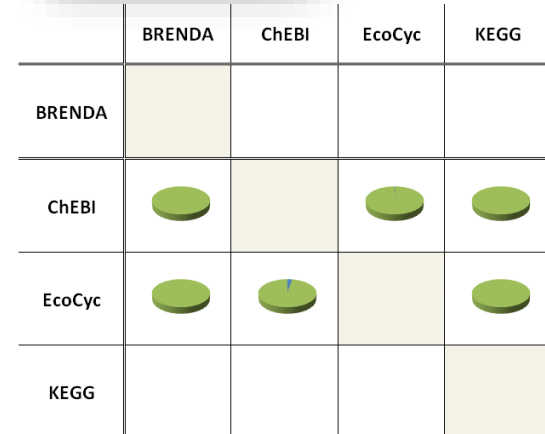 BRENDA ChEBI EcoCyc KEGG
BRENDA
ChEBI
EcoCyc
KEGG